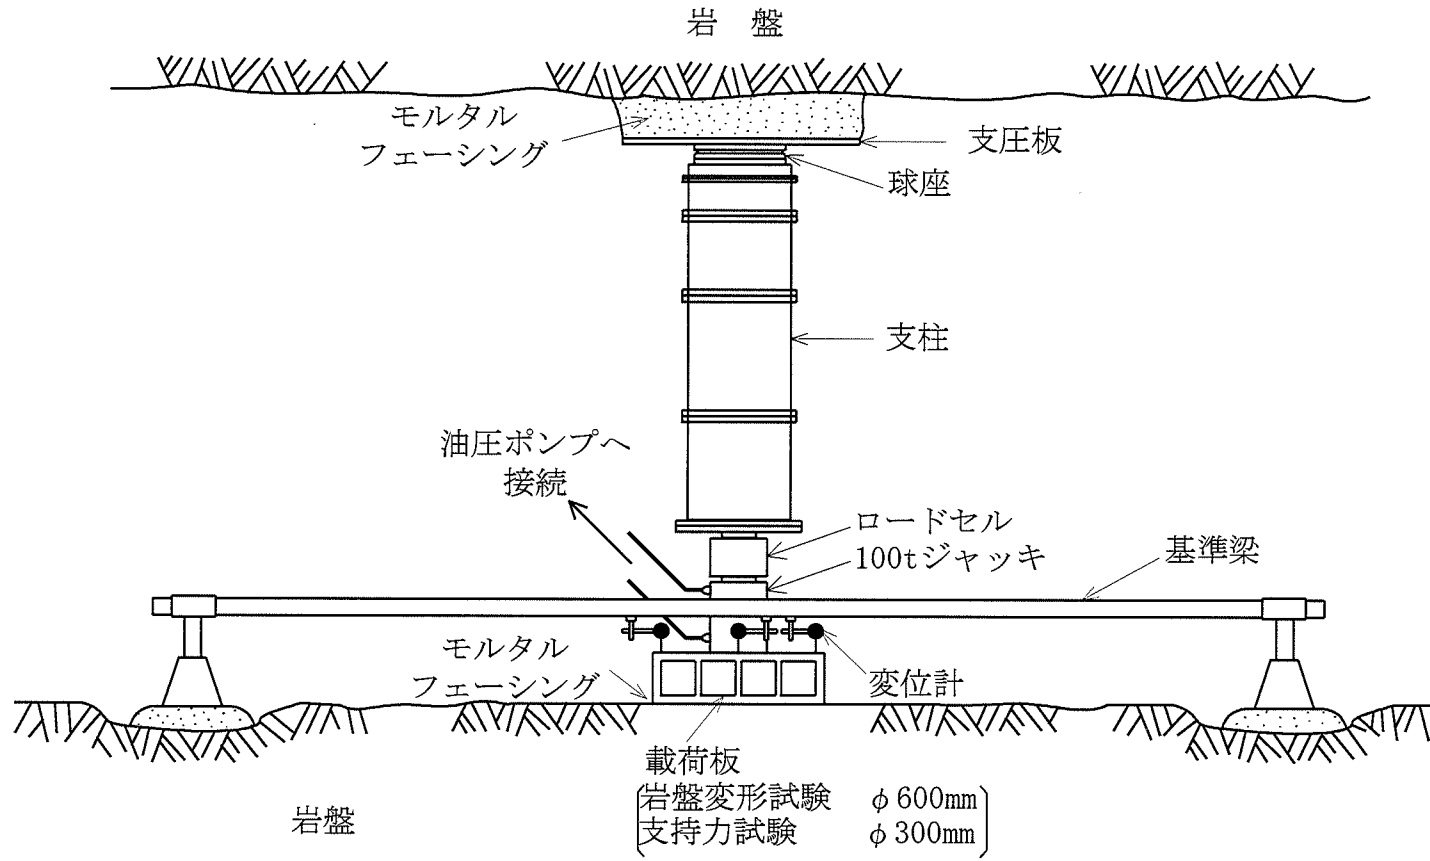 岩 盤
モルタル
フェーシング
支圧板
球座
支柱
油圧ポンプへ
接続
ロードセル
100tジャッキ
基準梁
モルタル
フェーシング
変位計
載荷板
岩盤変形試験 φ600mm
支持力試験 φ300mm
岩盤